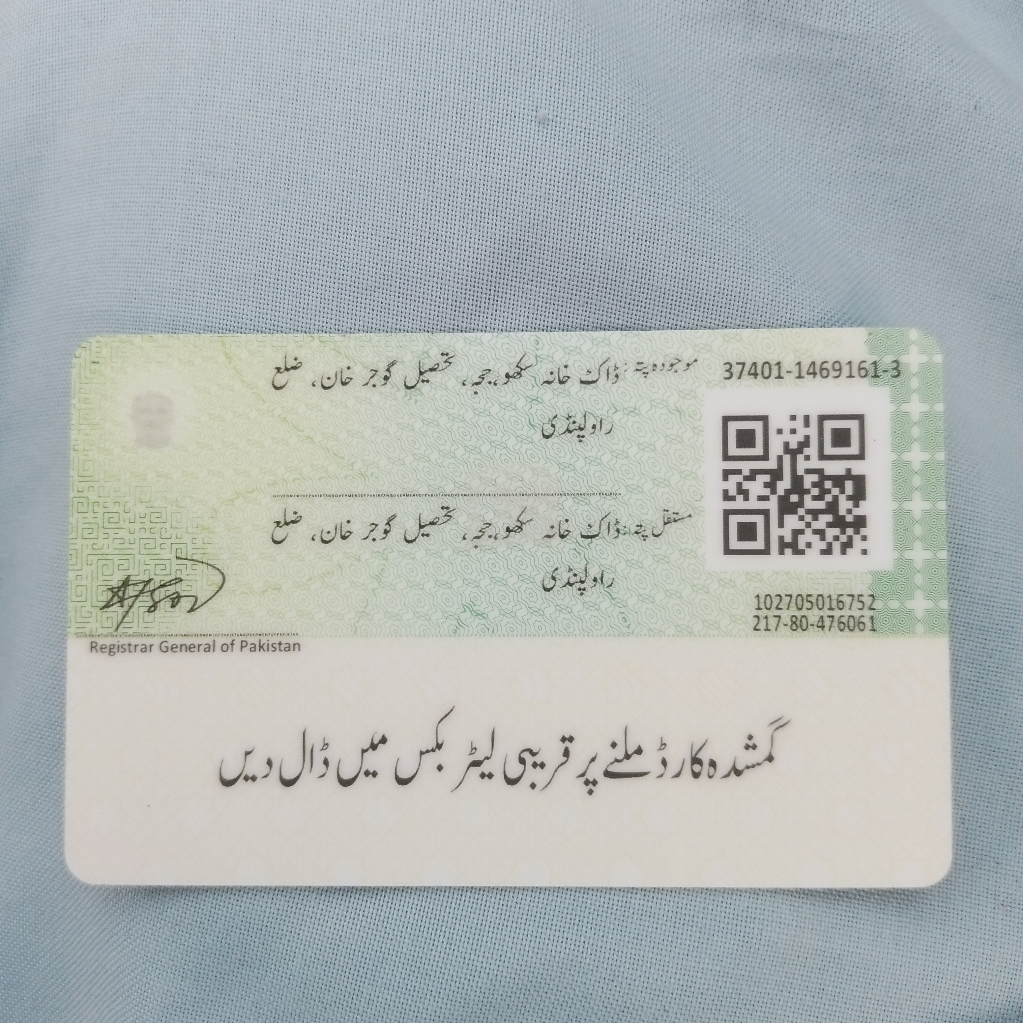 موجودہ پتہ: ڈاک خانہ سکھو، ججہ، تحصیل گوجر خان، ضلع
راولپنڈی
37401-1469161-3
مستقل پتہ: ڈاک خانہ سکھو، ججہ، تحصیل گوجر خان، ضلع
راولپنڈی
102705016752
217-80-476061
Registrar General of Pakistan
گمشدہ کارڈ ملنے پر قریبی لیٹر بکس میں ڈال دیں